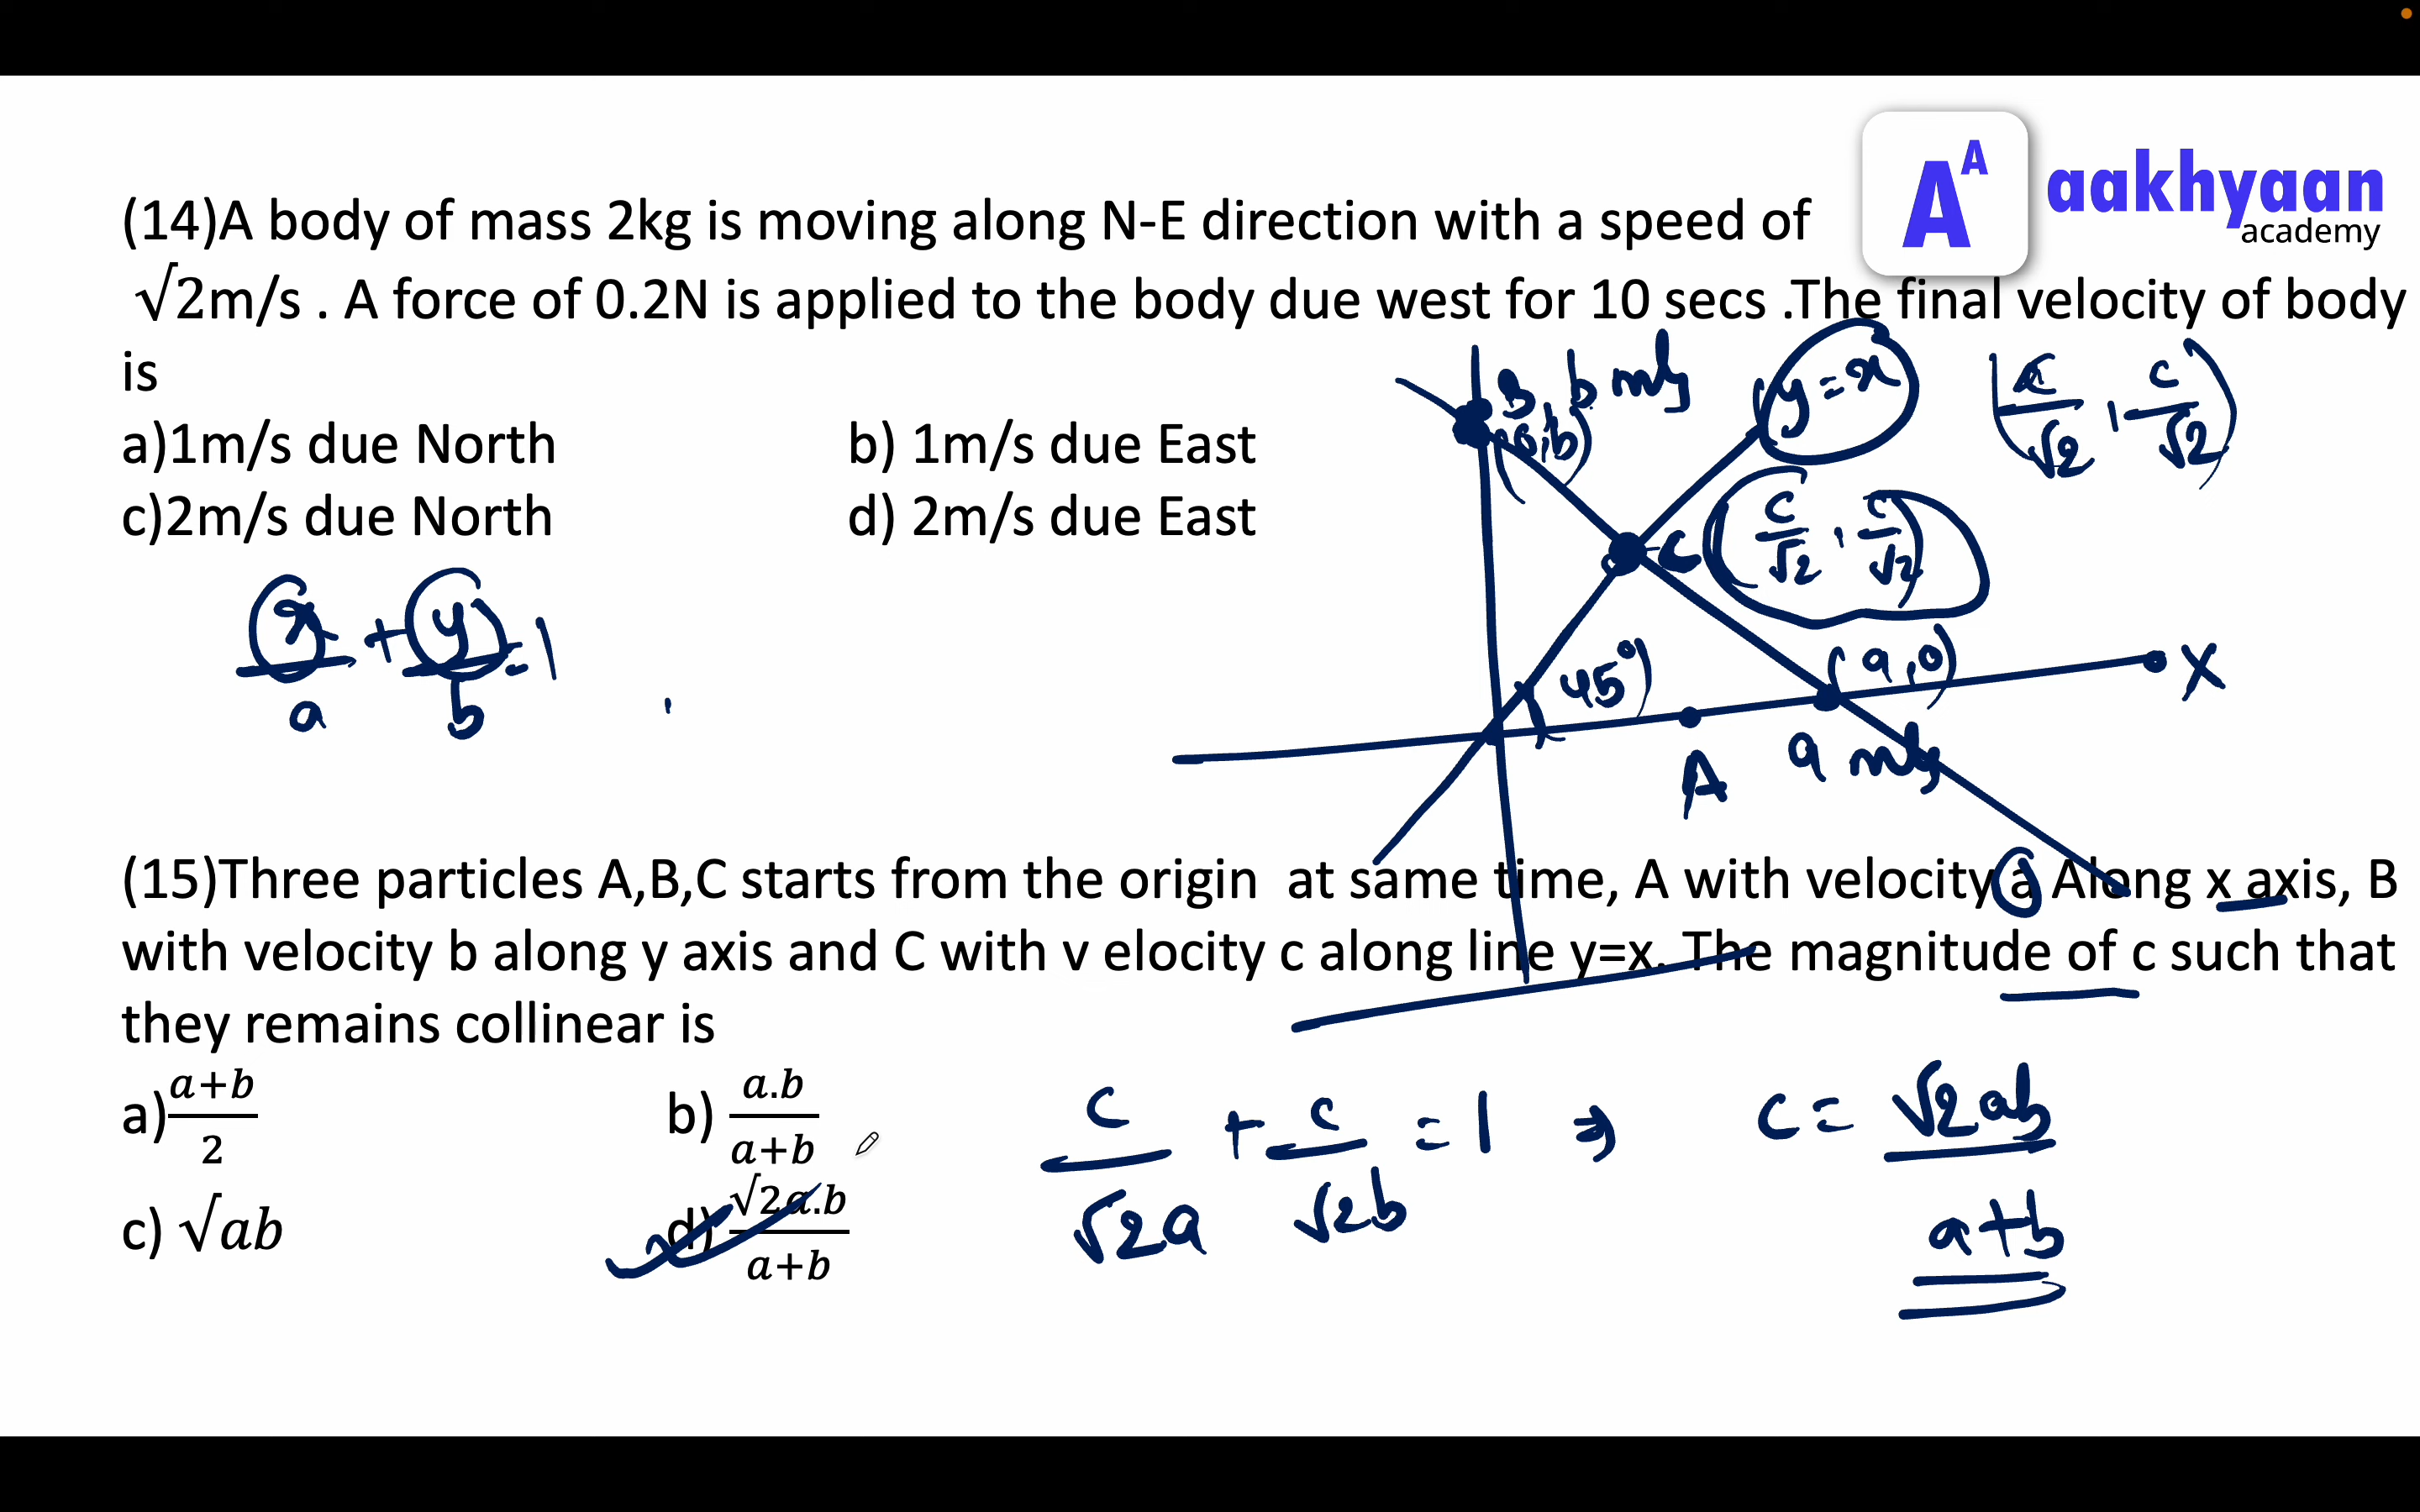 A^A aakhyaan
academy
(14)A body of mass 2kg is moving along N-E direction with a speed of
√2m/s . A force of 0.2N is applied to the body due west for 10 secs .The final velocity of body
is
a)1m/s due North b) 1m/s due East
c)2m/s due North d) 2m/s due East
B, b m/s
(0,b)
y=x
(c/√2, c/√2)
C (c/√2, c/√2)
x/a + y/b = 1
45°
(a,0)
X
A a m/s
(15)Three particles A,B,C starts from the origin at same time, A with velocity a Along x axis, B
with velocity b along y axis and C with v elocity c along line y=x. The magnitude of c such that
they remains collinear is
a) a+b/2 b) a.b/a+b
c) √ab d) √2a.b/a+b
c/√2a + c/√2b = 1 ⇒ c = √2ab/a+b